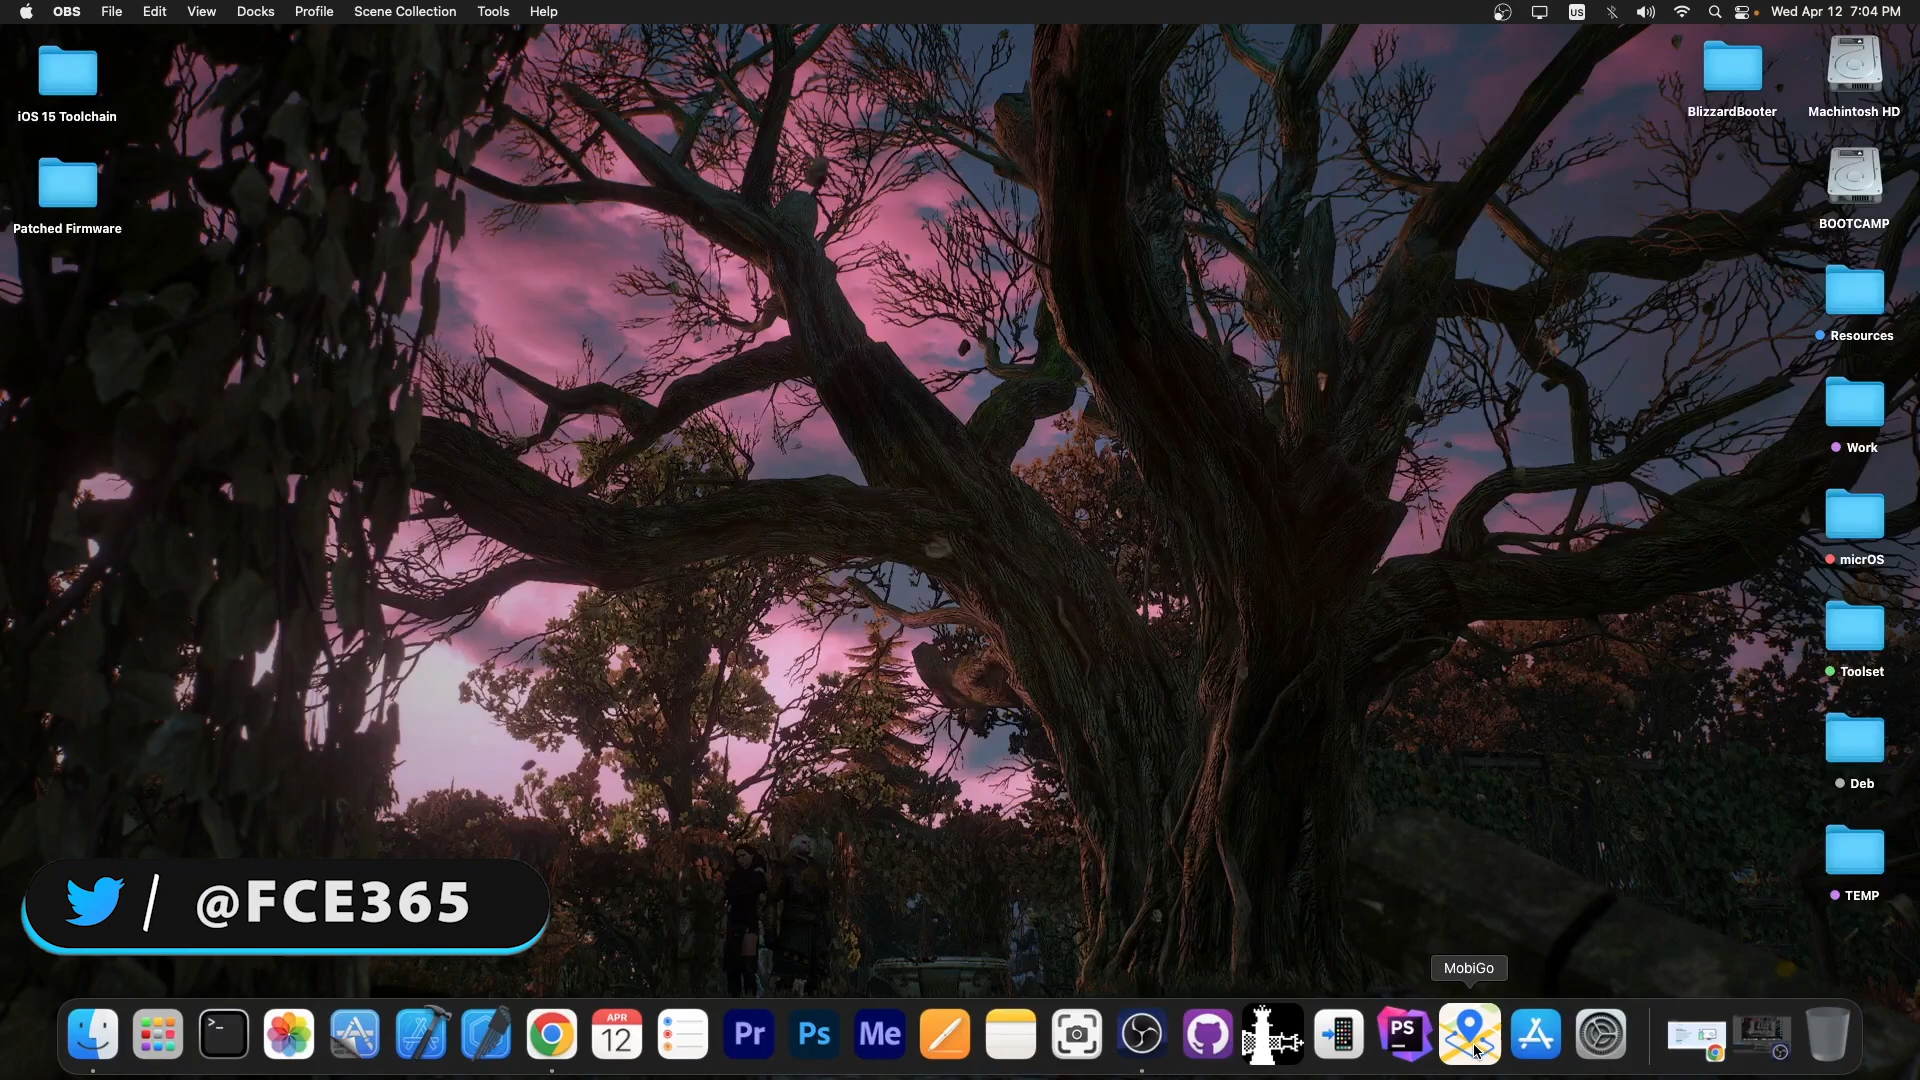 OBS File Edit View Docks Profile Scene Collection Tools Help US Wed Apr 12 7:04 PM
iOS 15 Toolchain
BlizzardBooter
Machintosh HD
Patched Firmware
BOOTCAMP
Resources
Work
micrOS
Toolset
Deb
TEMP
/ @FCE365
MobiGo
>_
APR
12
Pr
Ps
Me
PS